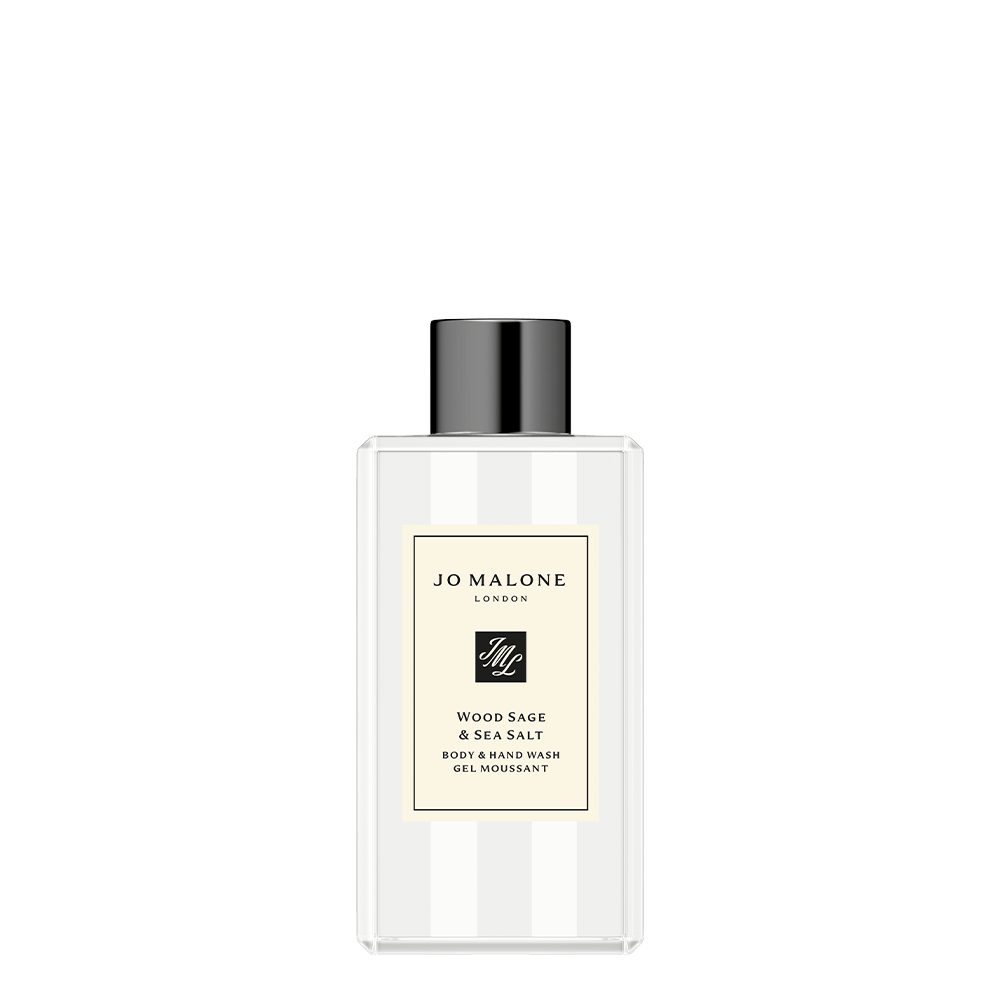 JO MALONE
LONDON
JML
WOOD SAGE
& SEA SALT
BODY & HAND WASH
GEL MOUSSANT